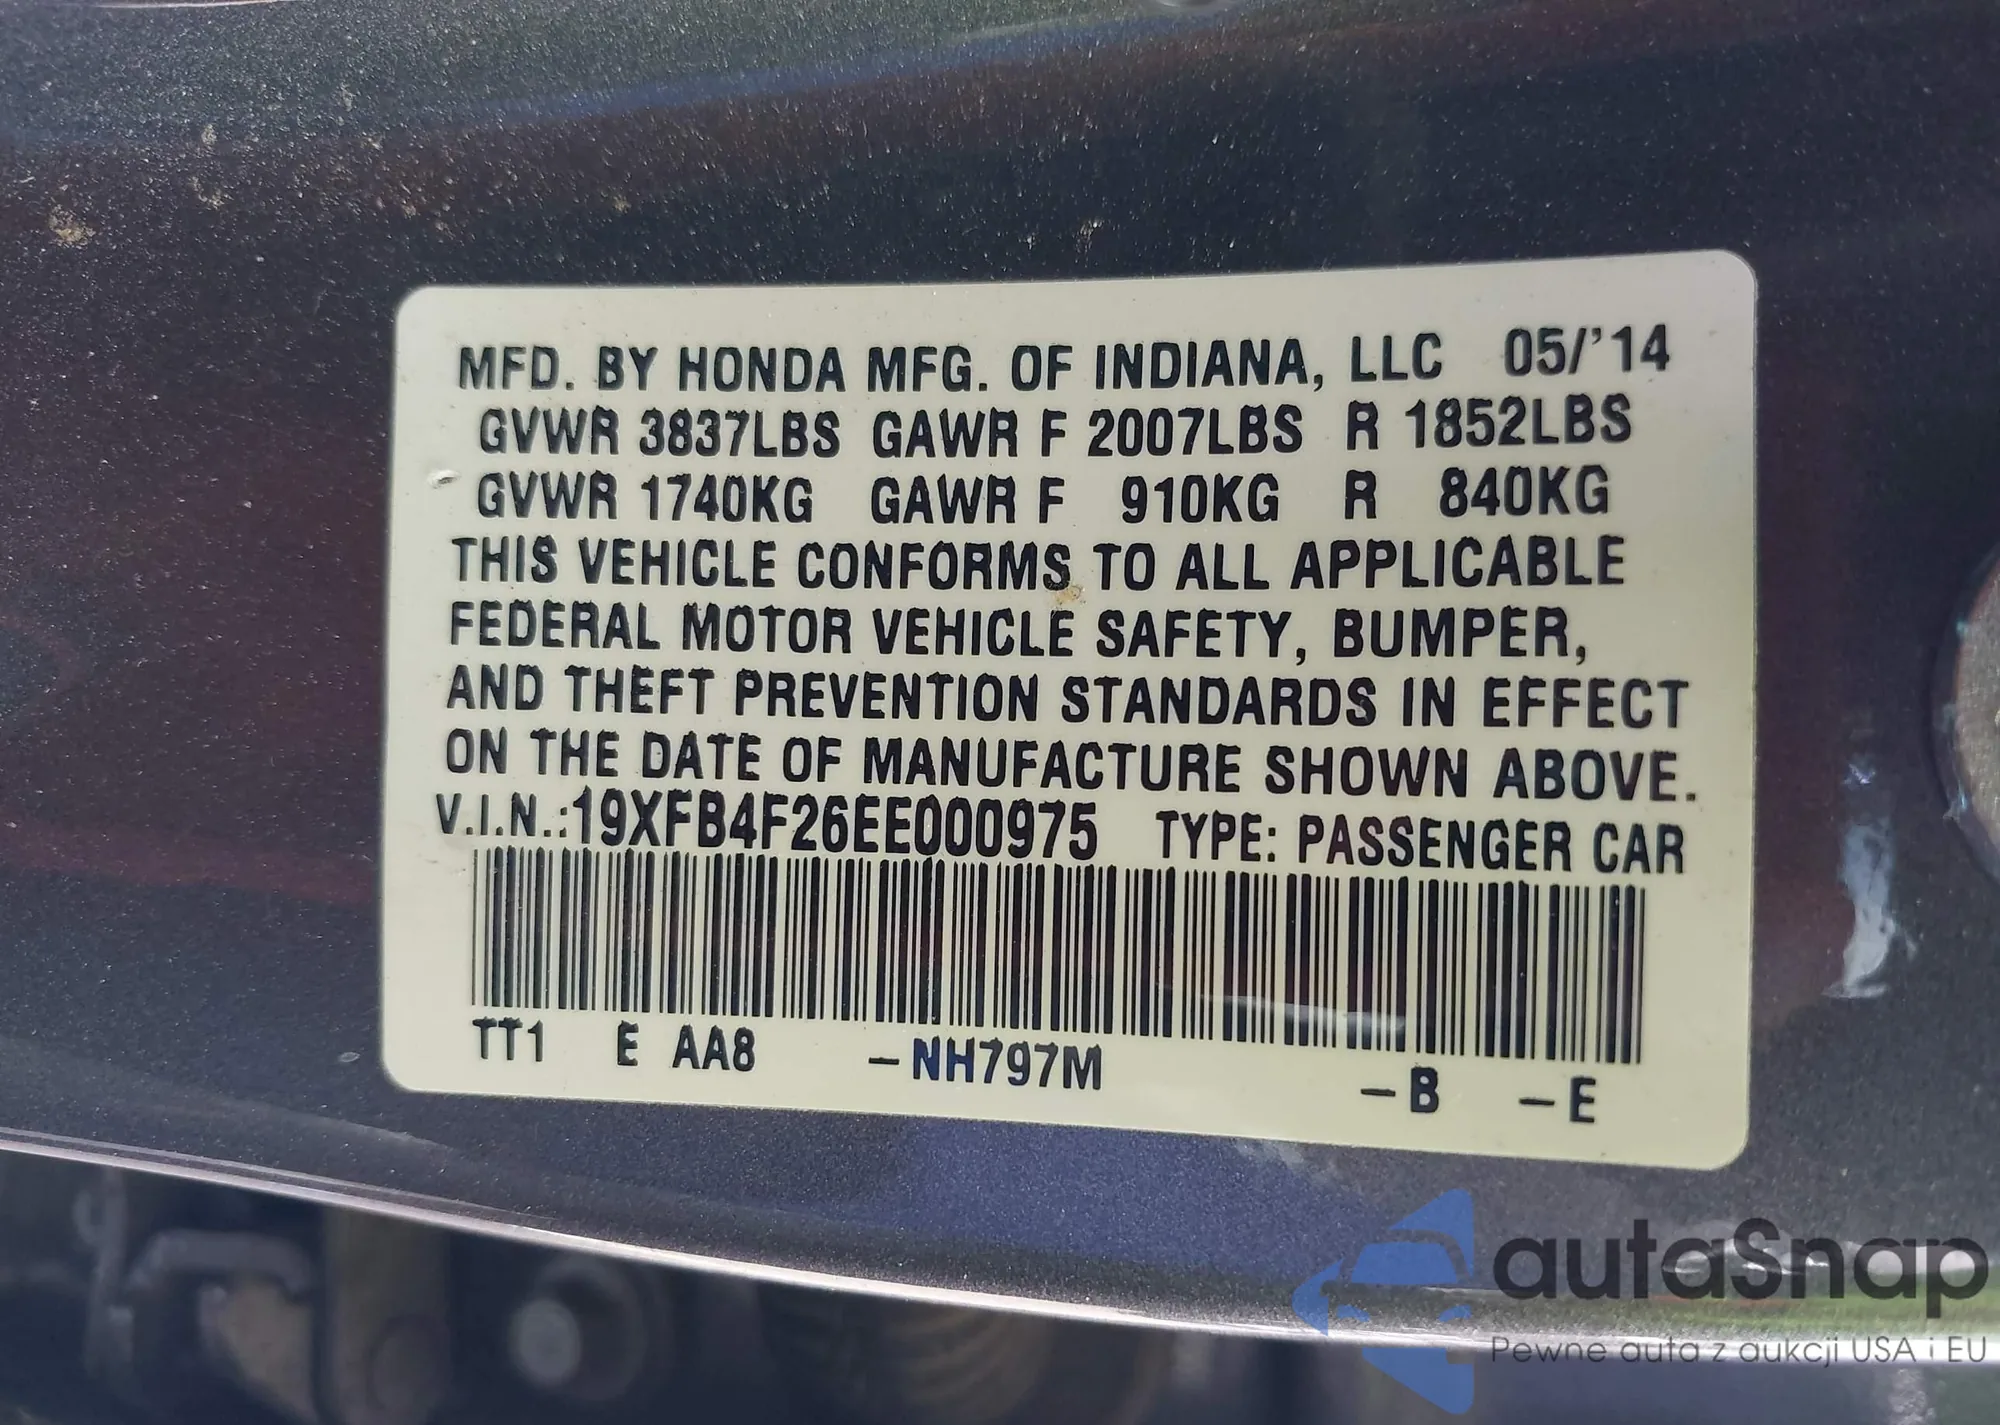 MFD. BY HONDA MFG. OF INDIANA, LLC 05/'14
GVWR 3837LBS GAWR F 2007LBS R 1852LBS
GVWR 1740KG GAWR F 910KG R 840KG
THIS VEHICLE CONFORMS TO ALL APPLICABLE
FEDERAL MOTOR VEHICLE SAFETY, BUMPER,
AND THEFT PREVENTION STANDARDS IN EFFECT
ON THE DATE OF MANUFACTURE SHOWN ABOVE.
V.I.N.:19XFB4F26EE000975 TYPE: PASSENGER CAR
TT1 E AA8 –NH797M –B –E
autaSnap
Pewne auta z aukcji USA i EU